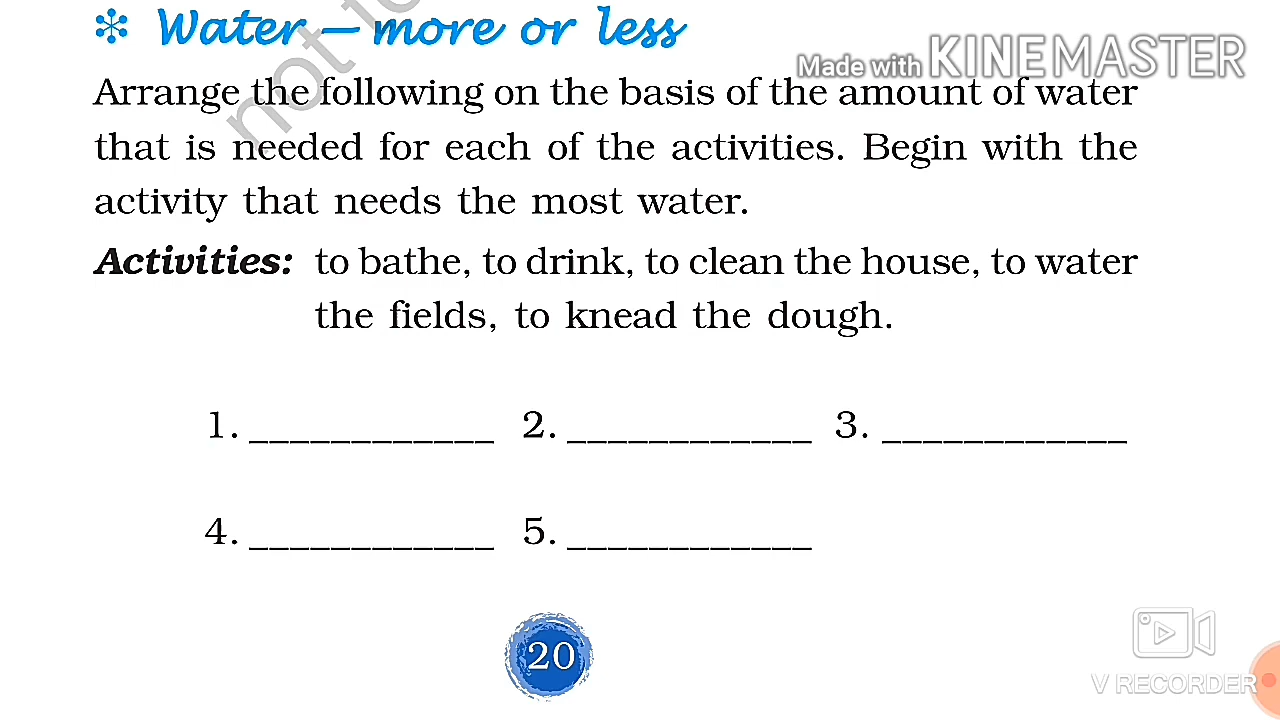 ✻ Water – more or less
Made with KINEMASTER
not
Arrange the following on the basis of the amount of water
that is needed for each of the activities. Begin with the
activity that needs the most water.
Activities: to bathe, to drink, to clean the house, to water
the fields, to knead the dough.
1. ____________ 2. ____________ 3. ____________
4. ____________ 5. ____________
20
V RECORDER